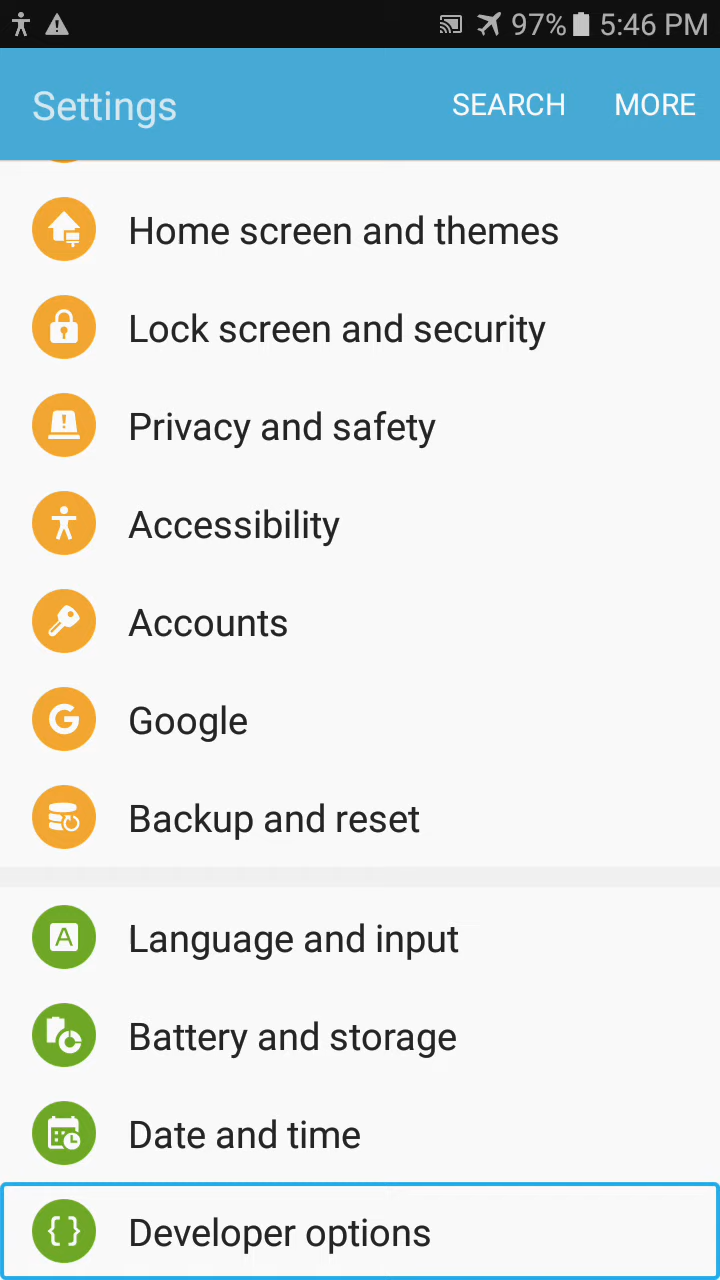 97% 5:46 PM
Settings SEARCH MORE
Home screen and themes
Lock screen and security
Privacy and safety
Accessibility
Accounts
Google
Backup and reset
Language and input
Battery and storage
Date and time
Developer options